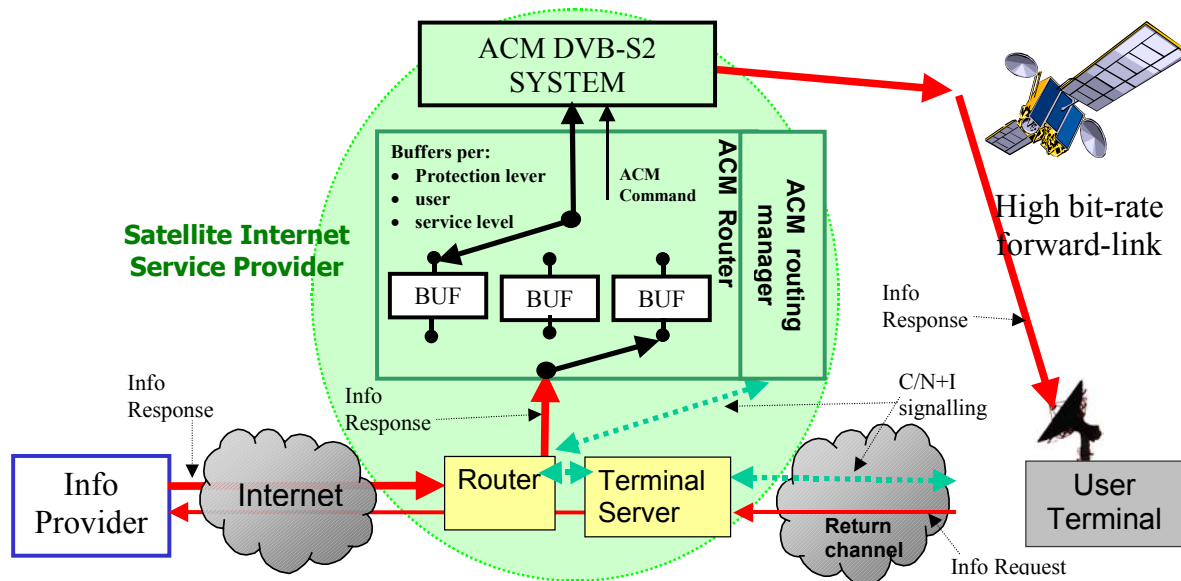 ACM DVB-S2
SYSTEM
Buffers per:
• Protection lever
• user
• service level
ACM
Command
ACM Router
ACM routing
manager
Satellite Internet
Service Provider
High bit-rate
forward-link
BUF
BUF
BUF
Info
Response
C/N+I
signalling
Info
Response
Info
Response
Info
Provider
Internet
Router
Terminal
Server
Return
channel
User
Terminal
Info Request